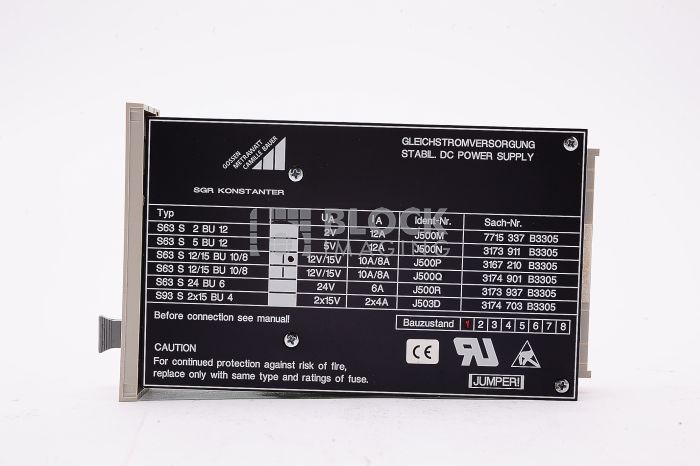 GOSSEN
METRAWATT
CAMILLE BAUER
GLEICHSTROMVERSORGUNG
STABIL. DC POWER SUPPLY
SGR KONSTANTER
BLOCK
IMAGING
Typ UA IA Ident-Nr. Sach-Nr.
S63 S 2 BU 12 2V 12A J500M 7715 337 B3305
S63 S 5 BU 12 5V 12A J500N 3173 911 B3305
S63 S 12/15 BU 10/8 • 12V/15V 10A/8A J500P 3167 210 B3305
S63 S 12/15 BU 10/8 12V/15V 10A/8A J500Q 3174 901 B3305
S63 S 24 BU 6 24V 6A J500R 3173 937 B3305
S93 S 2x15 BU 4 2x15V 2x4A J503D 3174 703 B3305
Before connection see manual!
Bauzustand 1 2 3 4 5 6 7 8
CAUTION
For continued protection against risk of fire,
replace only with same type and ratings of fuse.
CE
JUMPER!